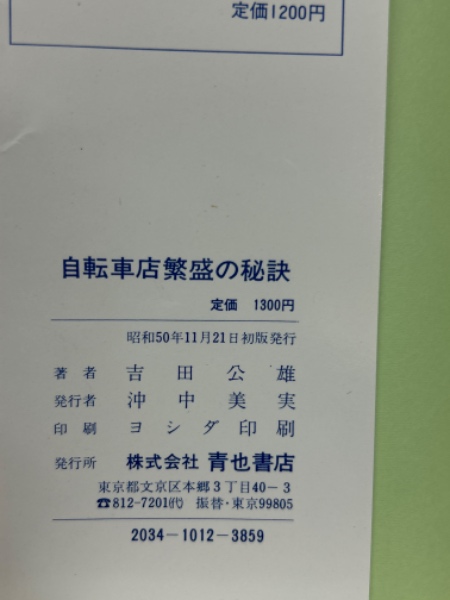 定価1200円
自転車店繁盛の秘訣
定価 1300円
昭和50年11月21日初版発行
著者 吉田公雄
発行者 沖中美実
印刷 ヨシダ印刷
発行所 株式会社 青也書店
東京都文京区本郷3丁目40-3
☎812-7201㈹ 振替・東京99805
2034-1012-3859